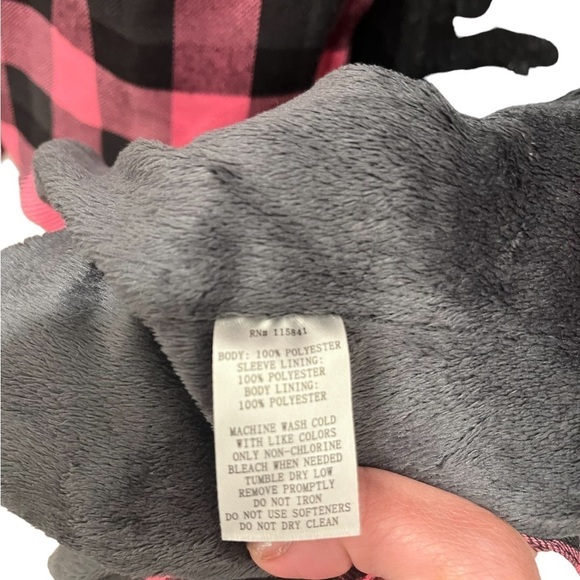 RN# 115841
BODY: 100% POLYESTER
SLEEVE LINING:
100% POLYESTER
BODY LINING:
100% POLYESTER
MACHINE WASH COLD
WITH LIKE COLORS
ONLY NON-CHLORINE
BLEACH WHEN NEEDED
TUMBLE DRY LOW
REMOVE PROMPTLY
DO NOT IRON
DO NOT USE SOFTENERS
DO NOT DRY CLEAN